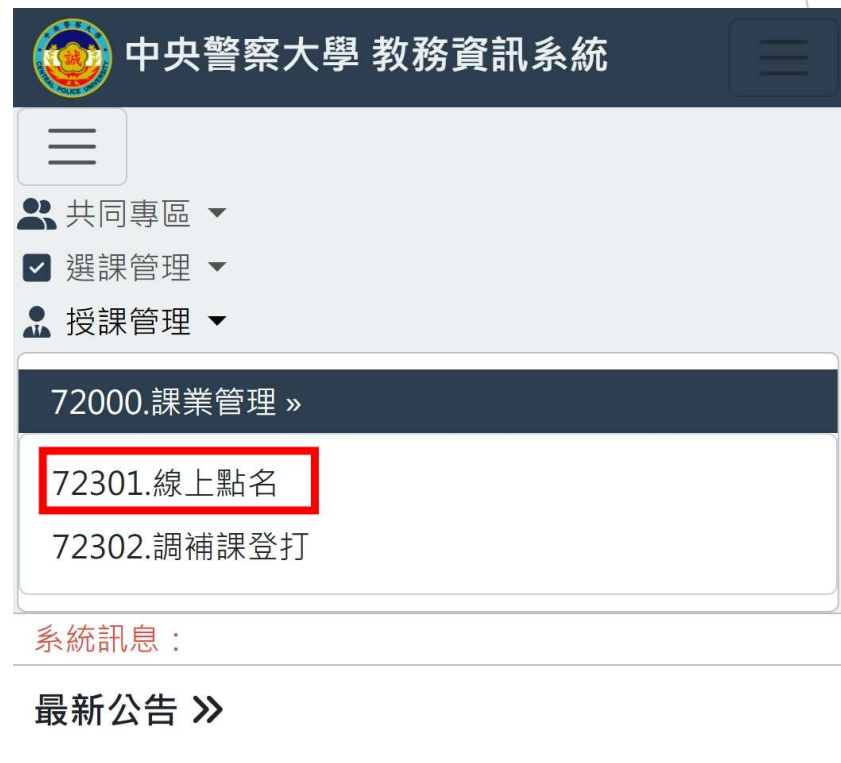 中央警察大學 教務資訊系統
共同專區
選課管理
授課管理
72000.課業管理 »
72301.線上點名
72302.調補課登打
系統訊息：
最新公告